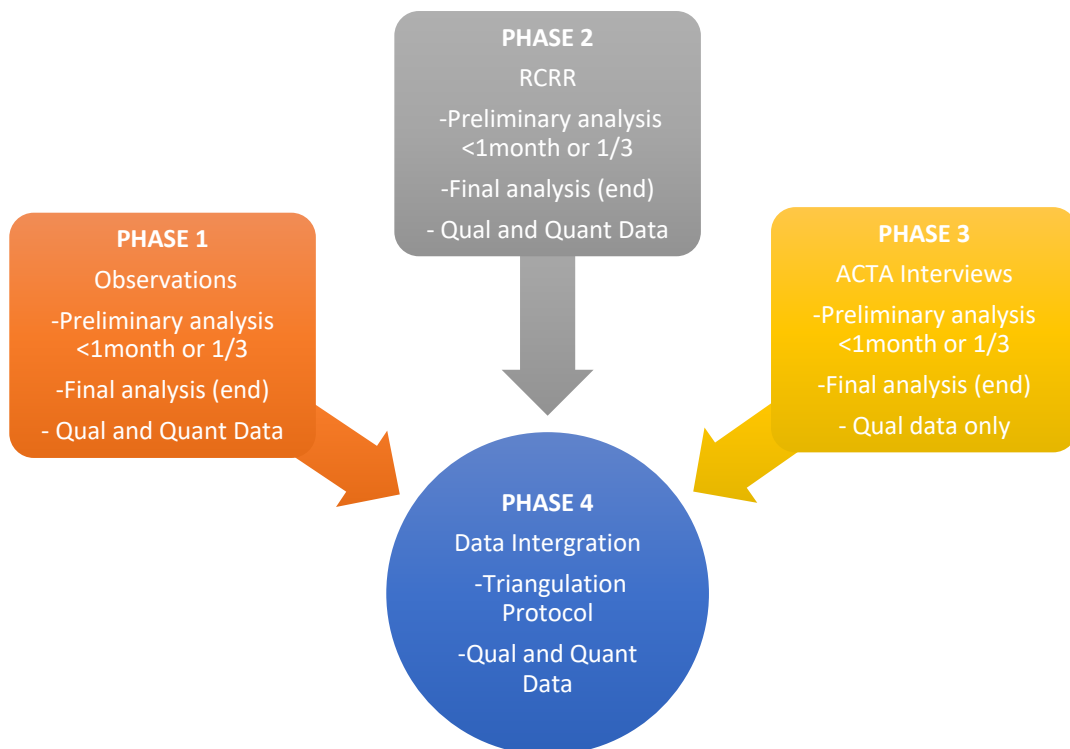 PHASE 1
Observations
-Preliminary analysis
<1month or 1/3
-Final analysis (end)
- Qual and Quant Data
PHASE 2
RCRR
-Preliminary analysis
<1month or 1/3
-Final analysis (end)
- Qual and Quant Data
PHASE 3
ACTA Interviews
-Preliminary analysis
<1month or 1/3
-Final analysis (end)
- Qual data only
PHASE 4
Data Intergration
-Triangulation
Protocol
-Qual and Quant
Data